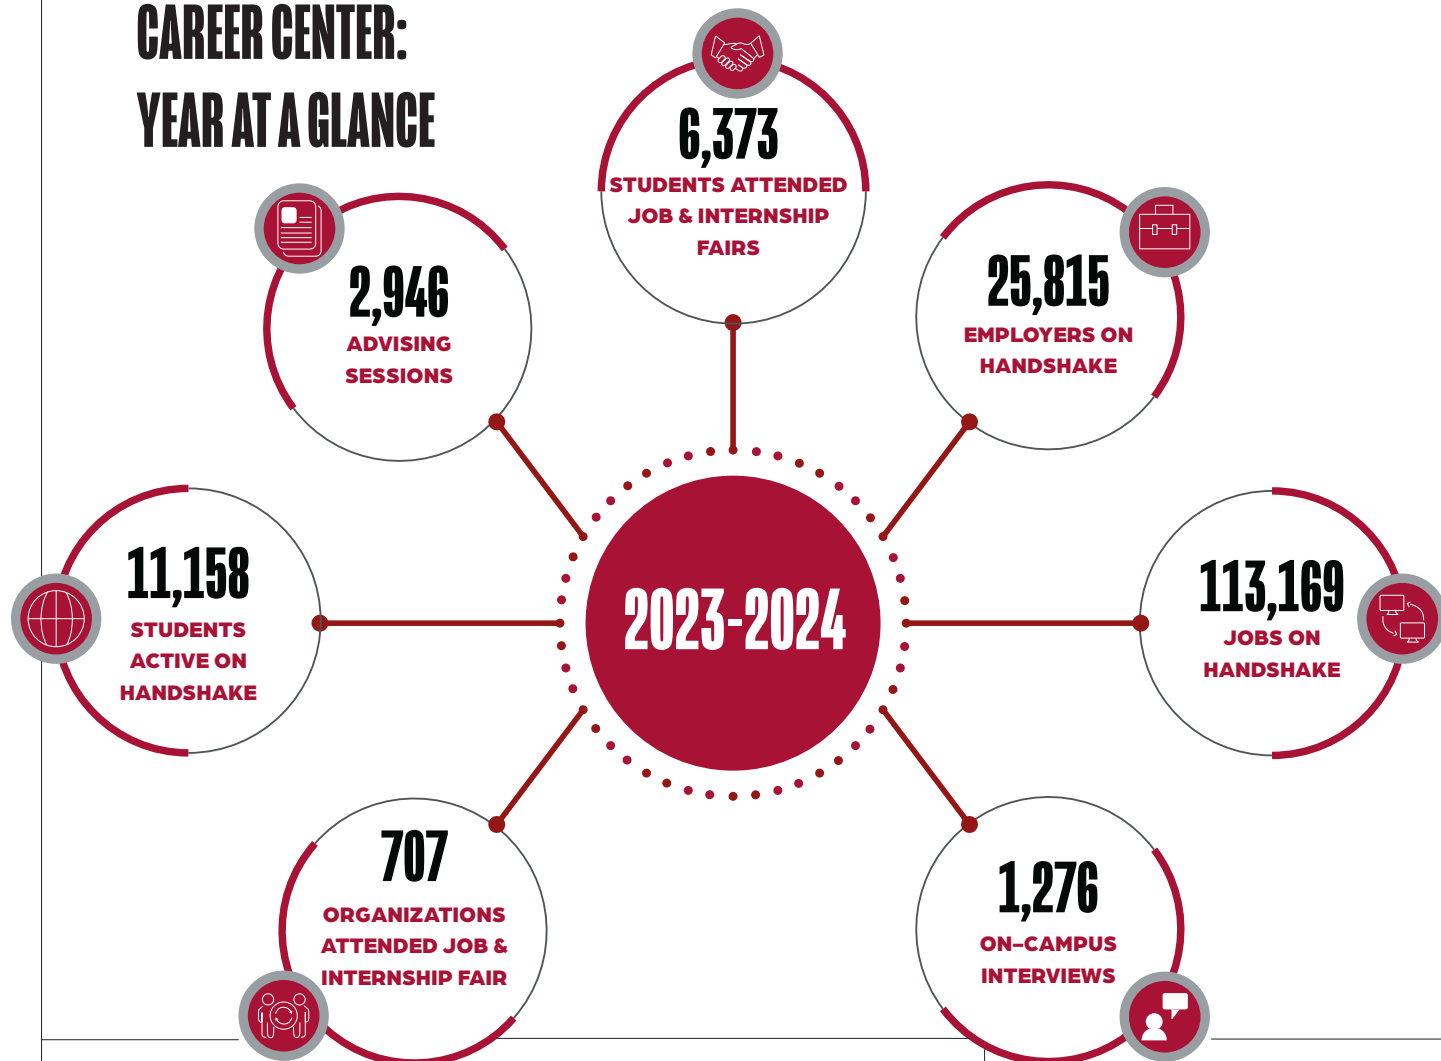 CAREER CENTER:
YEAR AT A GLANCE
6,373
STUDENTS ATTENDED
JOB & INTERNSHIP
FAIRS
2,946
ADVISING
SESSIONS
25,815
EMPLOYERS ON
HANDSHAKE
11,158
STUDENTS
ACTIVE ON
HANDSHAKE
2023-2024
113,169
JOBS ON
HANDSHAKE
707
ORGANIZATIONS
ATTENDED JOB &
INTERNSHIP FAIR
1,276
ON-CAMPUS
INTERVIEWS